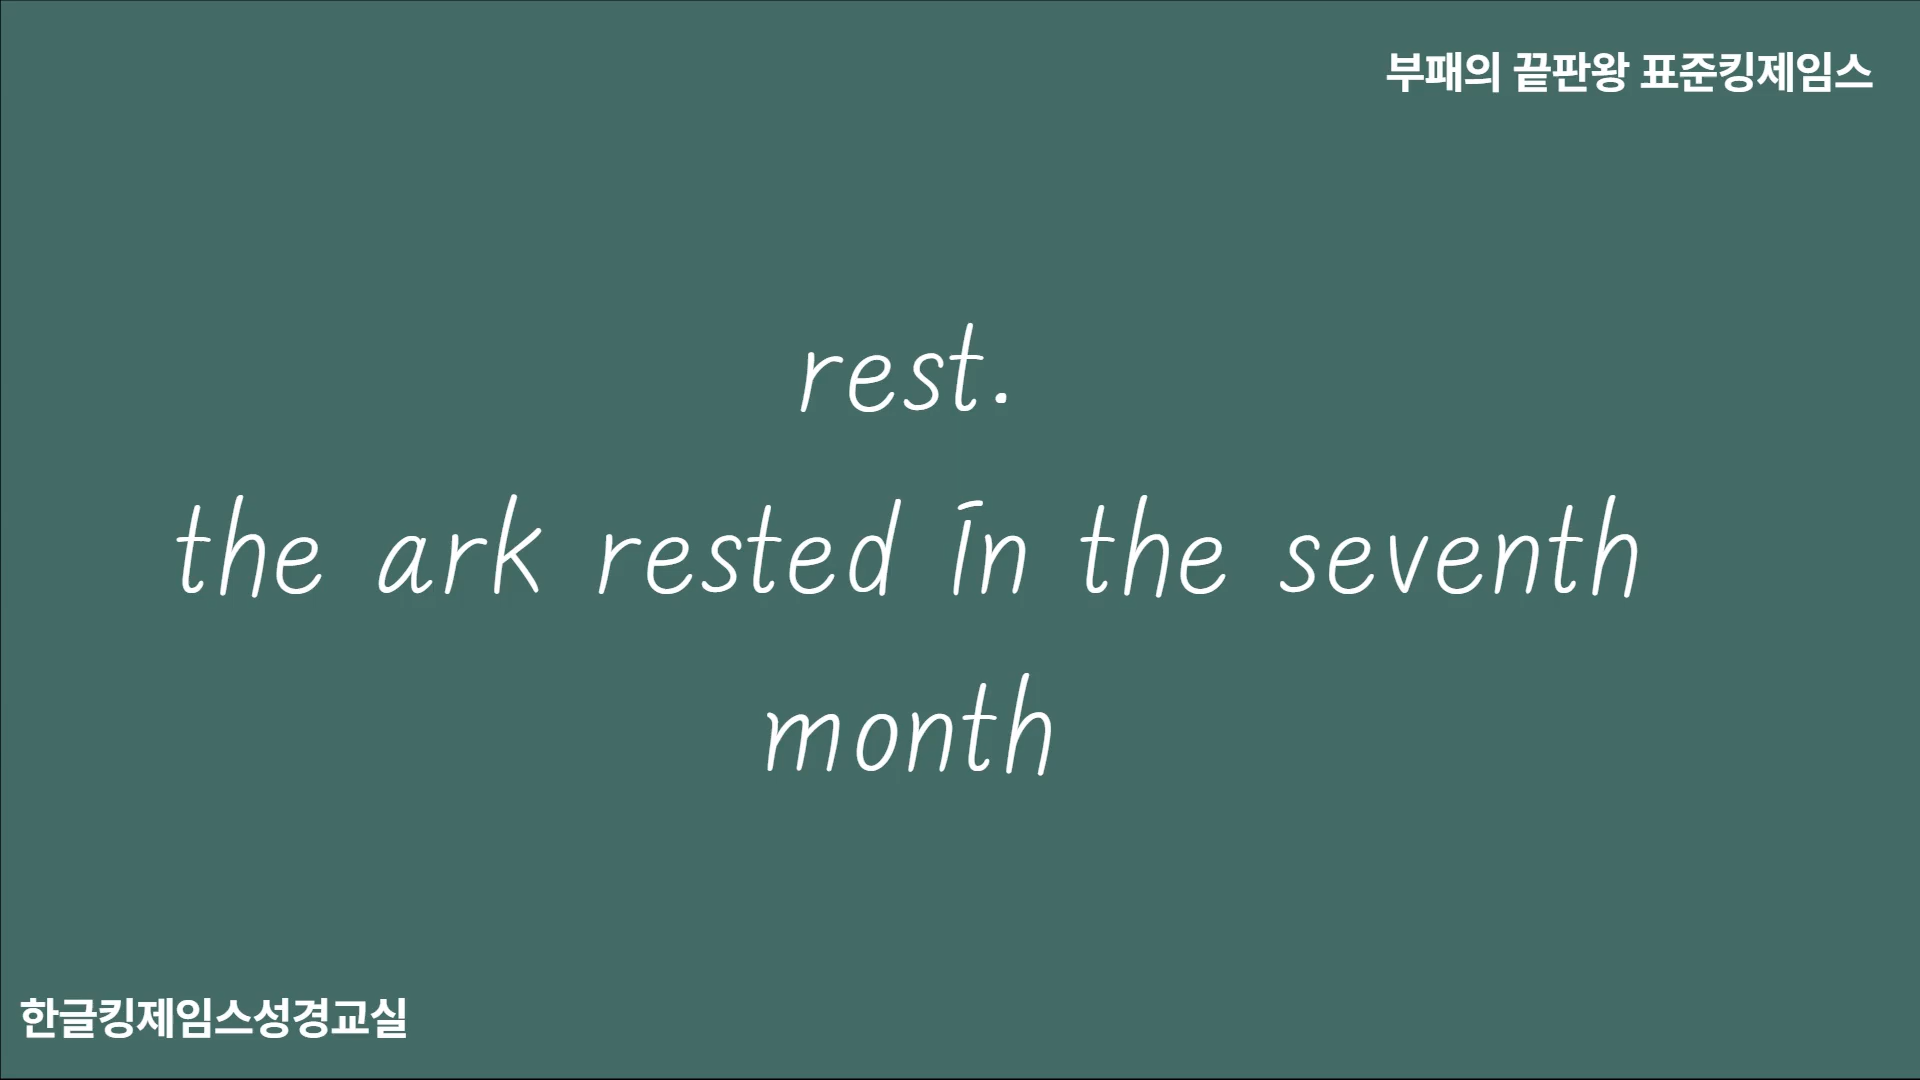 부패의 끝판왕 표준킹제임스
rest.
the ark rested in the seventh
month
한글킹제임스성경교실